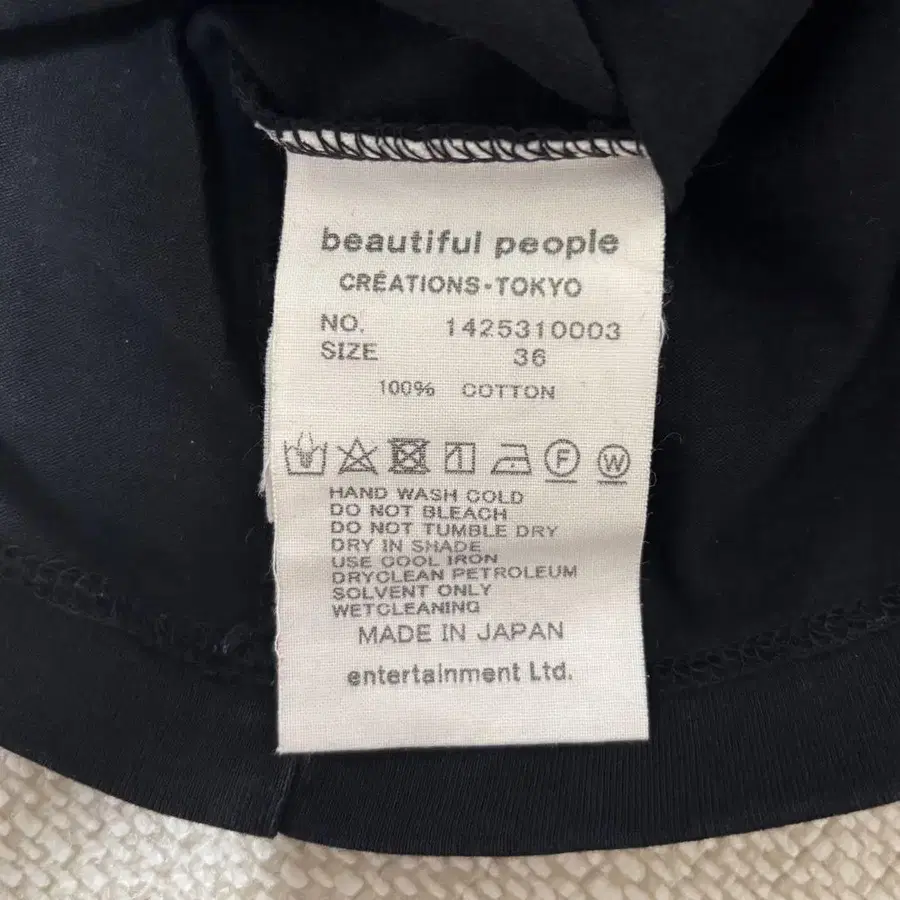 beautiful people
CRÉATIONS・TOKYO
NO. 1425310003
SIZE 36
100% COTTON
F W
HAND WASH COLD
DO NOT BLEACH
DO NOT TUMBLE DRY
DRY IN SHADE
USE COOL IRON
DRYCLEAN PETROLEUM
SOLVENT ONLY
WETCLEANING
MADE IN JAPAN
entertainment Ltd.